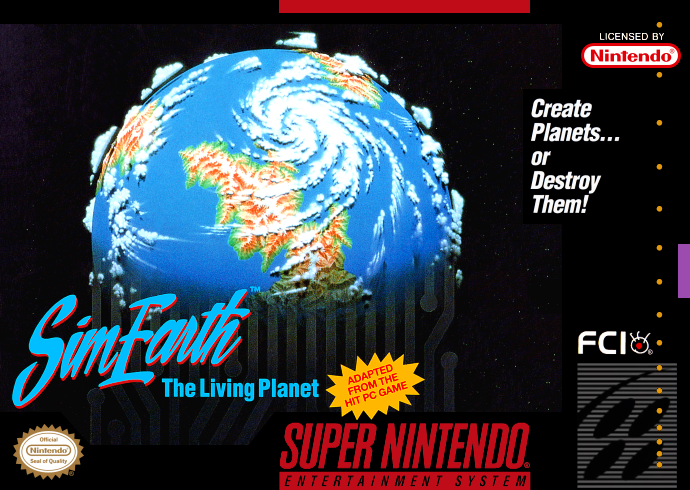 LICENSED BY
Nintendo®
Create
Planets...
or
Destroy
Them!
SimEarth™
The Living Planet
ADAPTED
FROM THE
HIT PC GAME
FCI®
Official
Nintendo®
Seal of Quality
SUPER NINTENDO®
ENTERTAINMENT SYSTEM